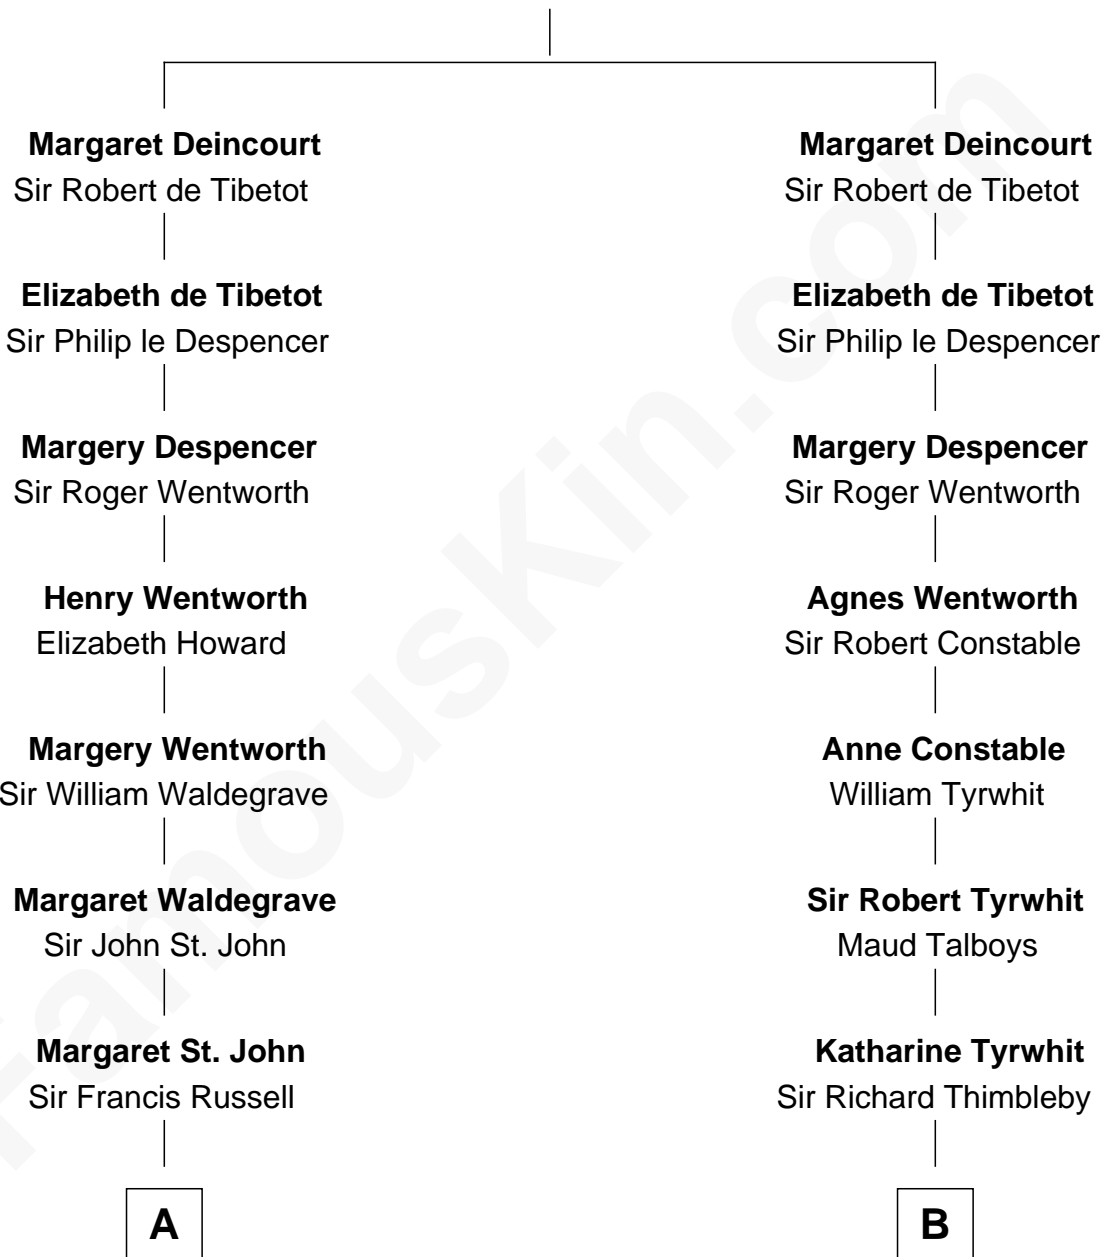 Margaret Deincourt
Sir Robert de Tibetot
Elizabeth de Tibetot
Sir Philip le Despencer
Margery Despencer
Sir Roger Wentworth
Henry Wentworth
Elizabeth Howard
Margery Wentworth
Sir William Waldegrave
Margaret Waldegrave
Sir John St. John
Margaret St. John
Sir Francis Russell
A
Margaret Deincourt
Sir Robert de Tibetot
Elizabeth de Tibetot
Sir Philip le Despencer
Margery Despencer
Sir Roger Wentworth
Agnes Wentworth
Sir Robert Constable
Anne Constable
William Tyrwhit
Sir Robert Tyrwhit
Maud Talboys
Katharine Tyrwhit
Sir Richard Thimbleby
B
FamousKin.com